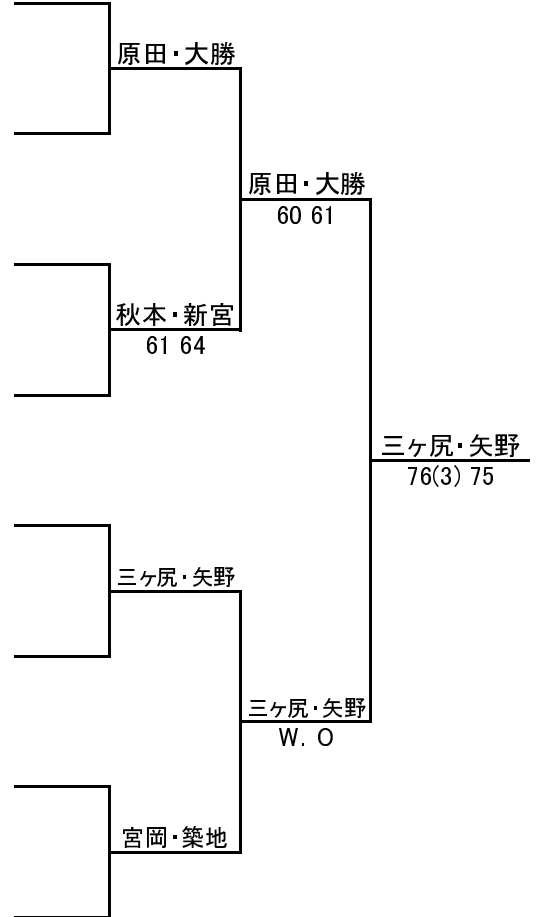 原田・大勝
原田・大勝
60 61
秋本・新宮
61 64
三ヶ尻・矢野
76(3) 75
三ヶ尻・矢野
三ヶ尻・矢野
W. O
宮岡・築地